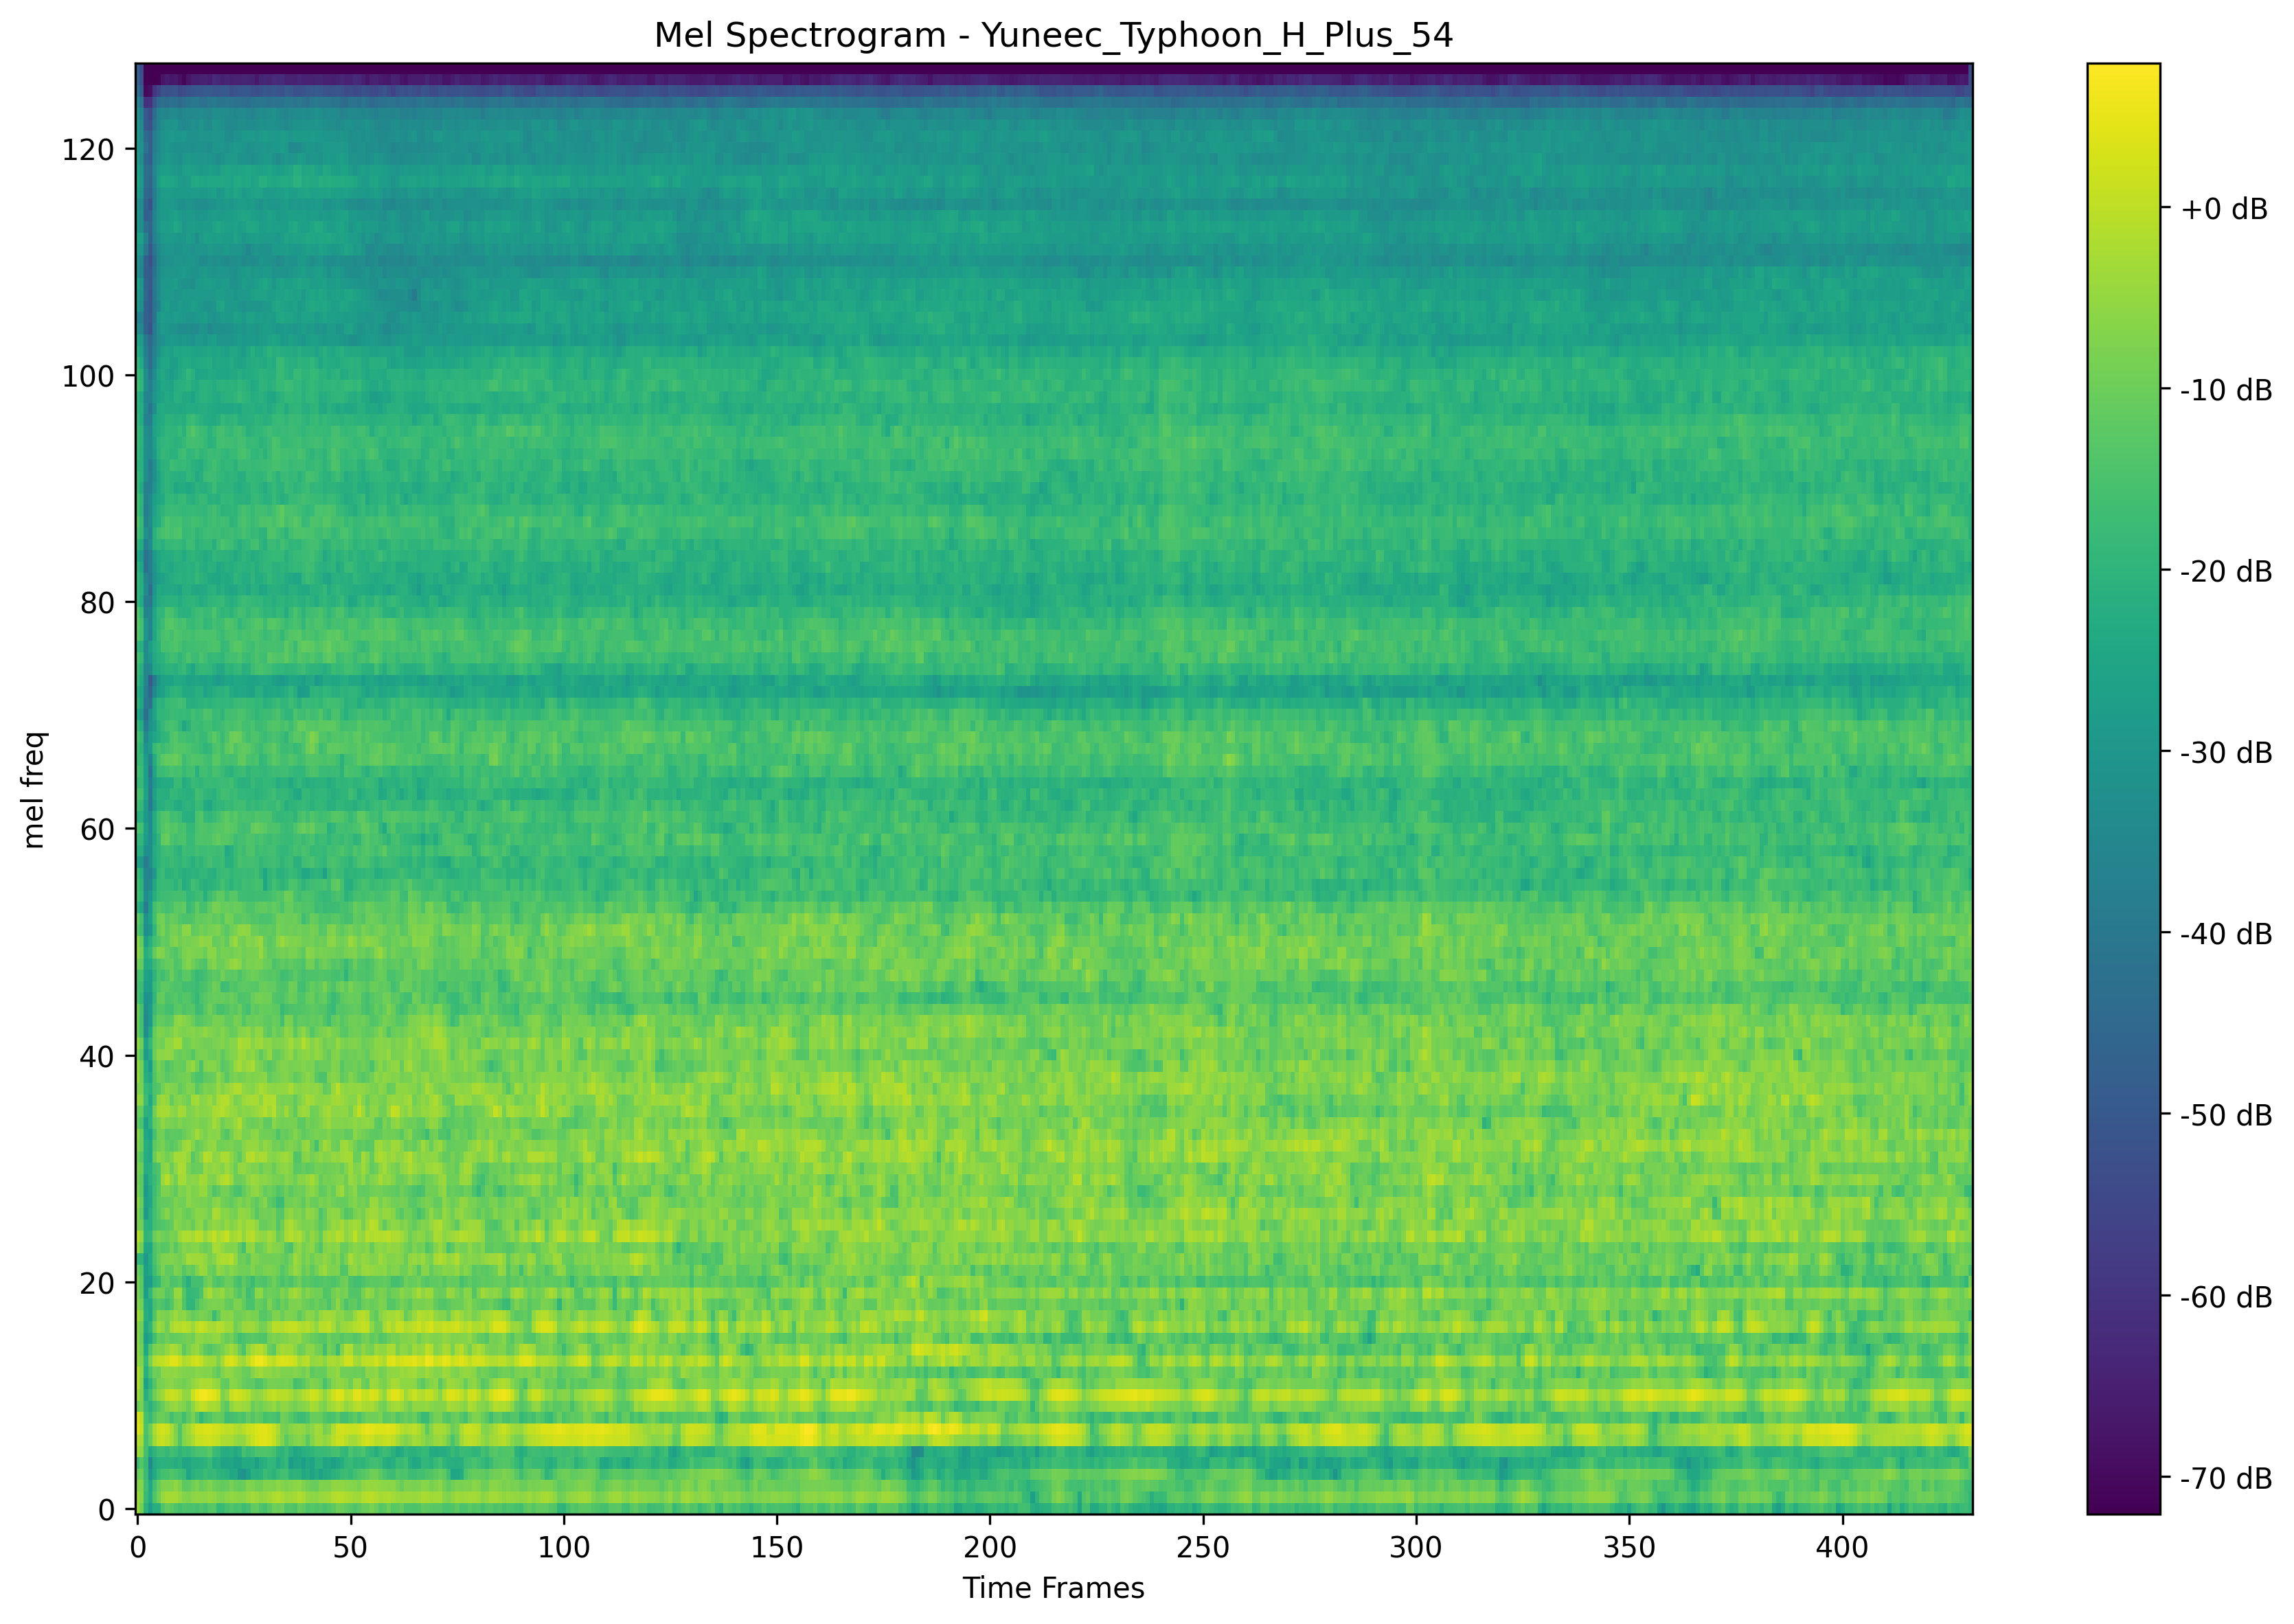 Mel Spectrogram - Yuneec_Typhoon_H_Plus_54
mel freq
120
100
80
60
40
20
0
0 50 100 150 200 250 300 350 400
Time Frames
+0 dB
-10 dB
-20 dB
-30 dB
-40 dB
-50 dB
-60 dB
-70 dB